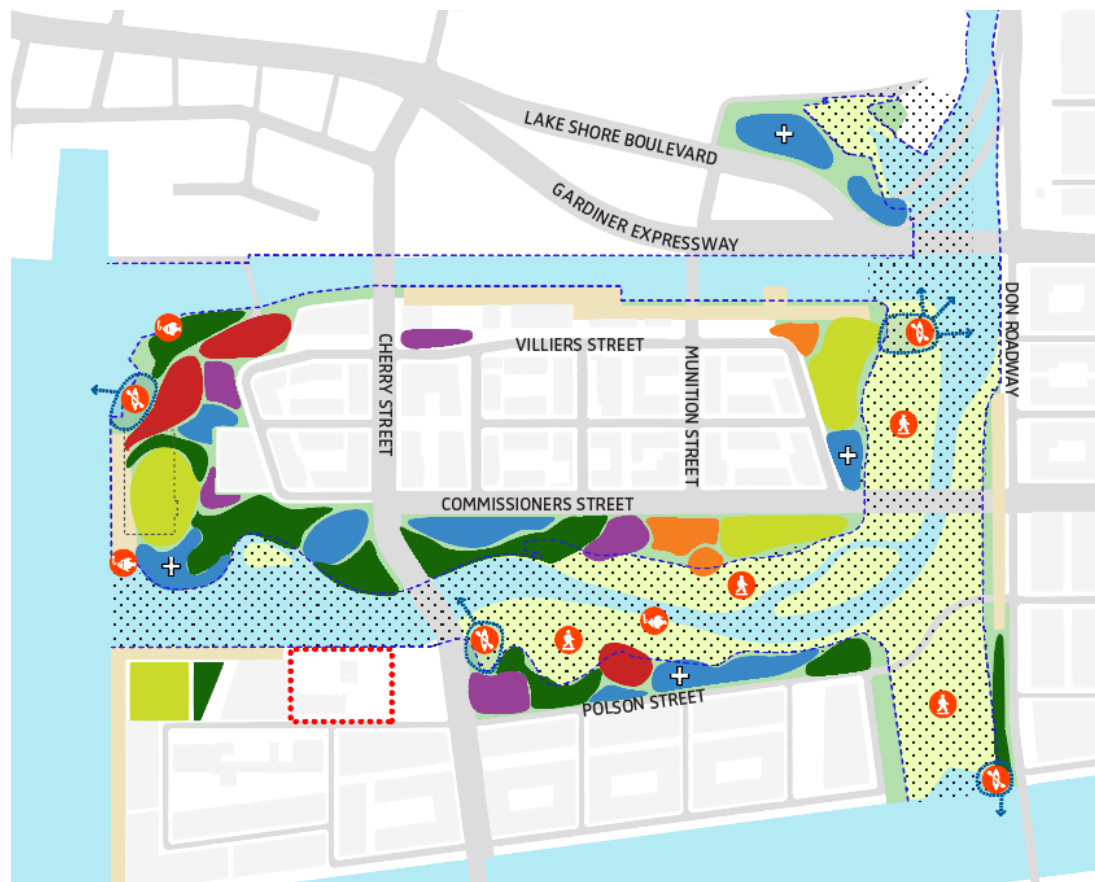 LAKE SHORE BOULEVARD
GARDINER EXPRESSWAY
DON ROADWAY
CHERRY STREET
VILLIERS STREET
MUNITION STREET
COMMISSIONERS STREET
POLSON STREET